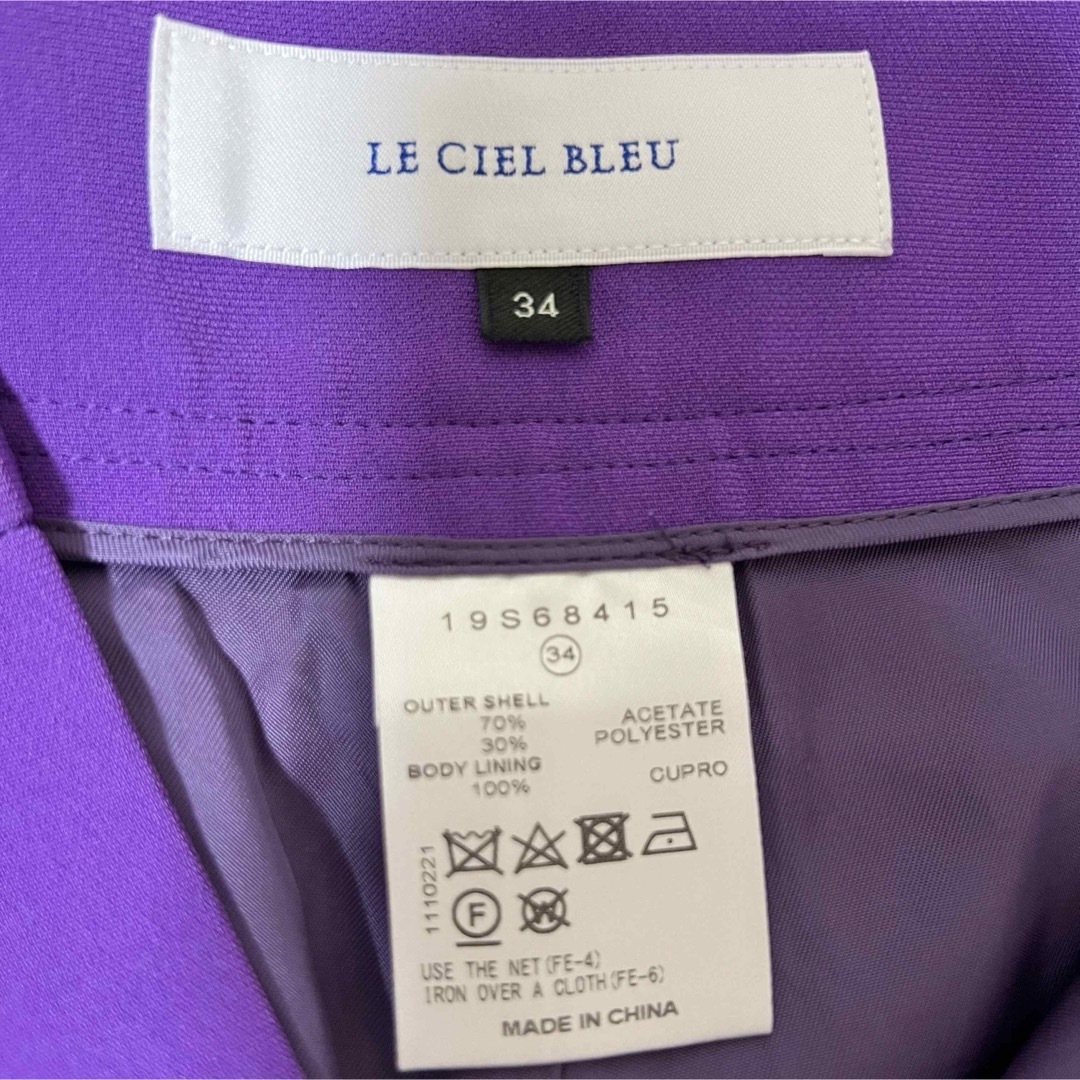 LE CIEL BLEU
34
19S68415
34
OUTER SHELL
70% ACETATE
30% POLYESTER
BODY LINING
100% CUPRO
1110221
F
W
USE THE NET(FE-4)
IRON OVER A CLOTH(FE-6)
MADE IN CHINA